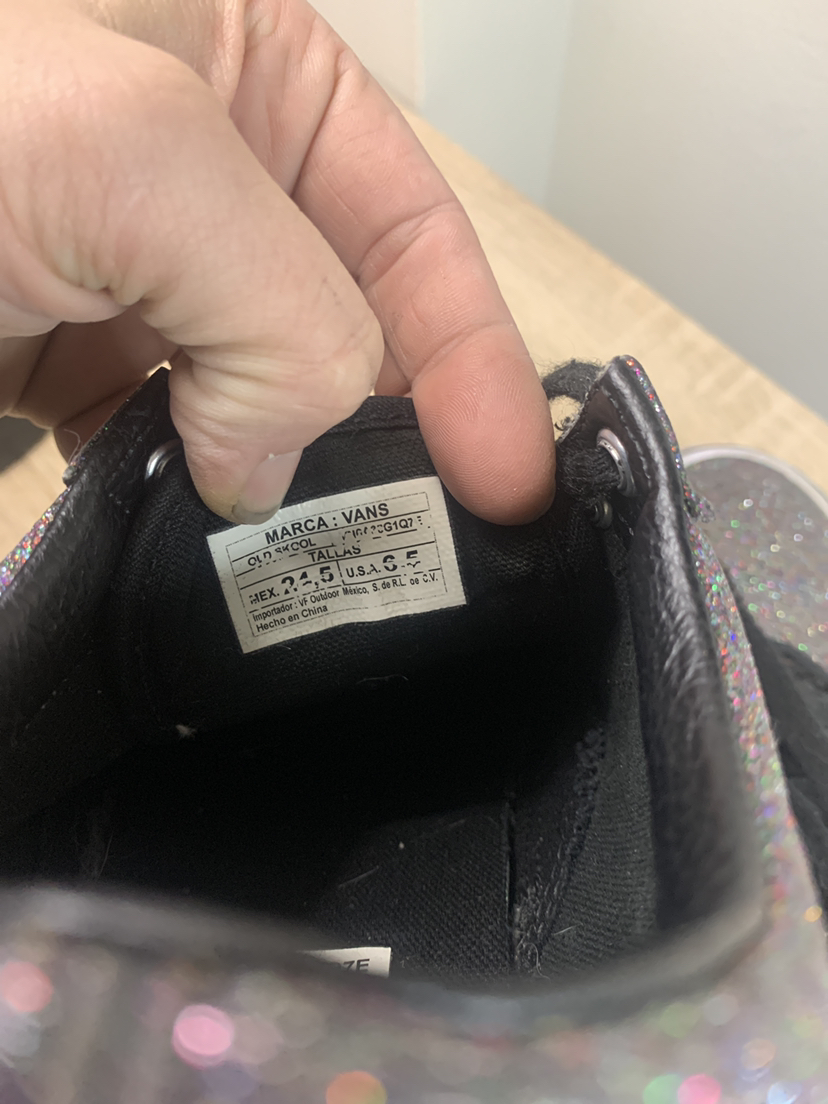 MARCA : VANS
OLD SKOOL
TALLAS
MEX. 24,5 U.S.A. 6.5
Importador : VF Outdoor México, S. de R.L. de C.V.
Hecho en China